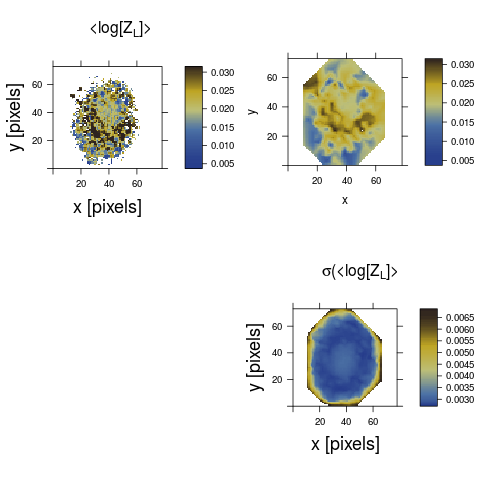 <log[Z_L]>
60
40
20
20 40 60
x [pixels]
y [pixels]
0.030
0.025
0.020
0.015
0.010
0.005
60
40
20
20 40 60
x
y
0.030
0.025
0.020
0.015
0.010
0.005
σ(<log[Z_L]>
60
40
20
20 40 60
x [pixels]
y [pixels]
0.0065
0.0060
0.0055
0.0050
0.0045
0.0040
0.0035
0.0030